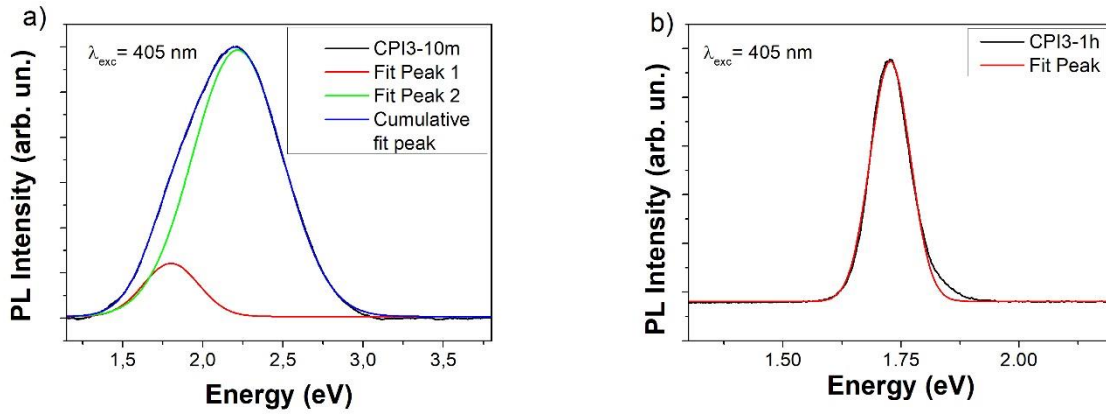 a)
λexc= 405 nm
CPI3-10m
Fit Peak 1
Fit Peak 2
Cumulative
fit peak
PL Intensity (arb. un.)
1,5 2,0 2,5 3,0 3,5
Energy (eV)
b)
λexc= 405 nm
CPI3-1h
Fit Peak
PL Intensity (arb. un.)
1.50 1.75 2.00
Energy (eV)